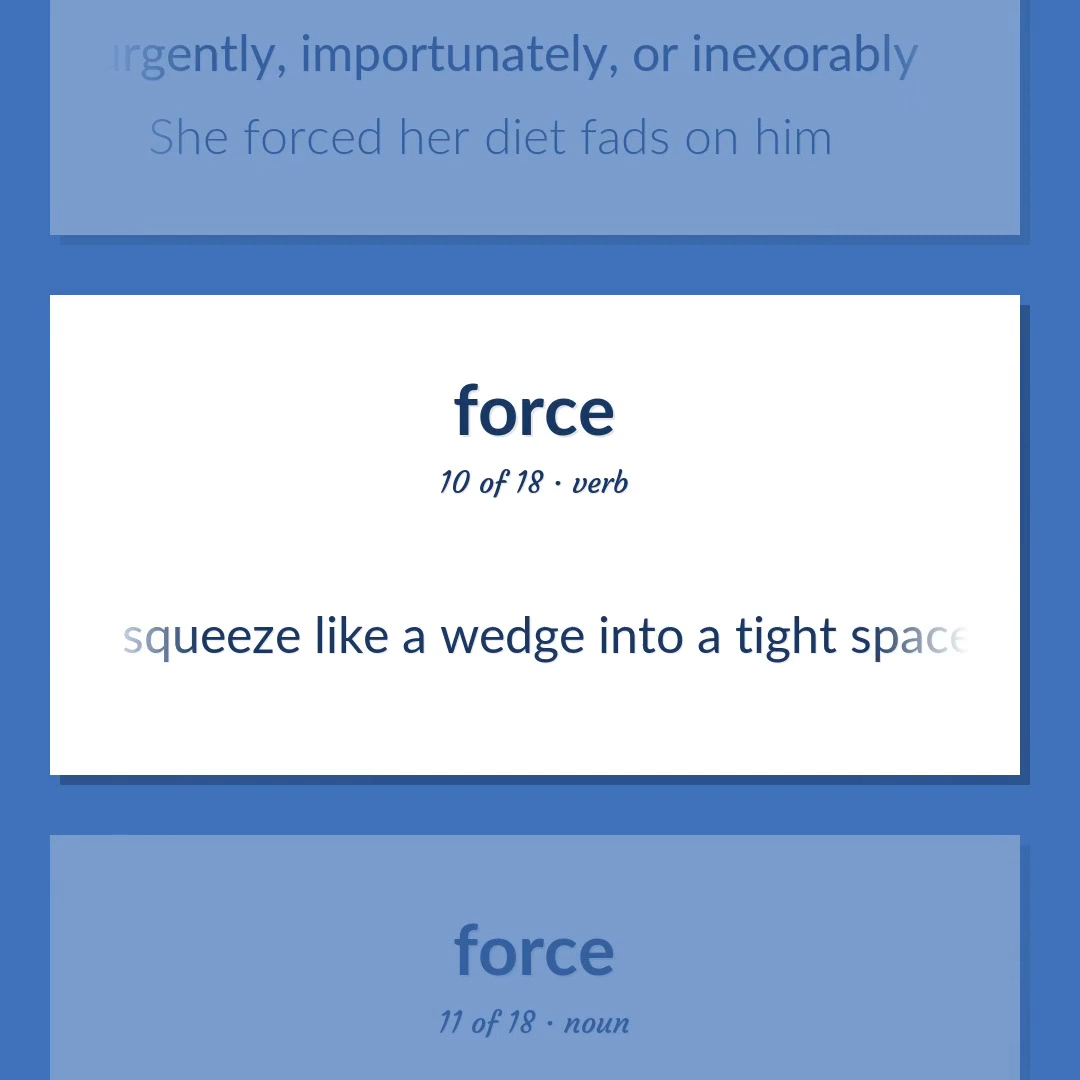 urgently, importunately, or inexorably
She forced her diet fads on him
force
10 of 18 · verb
squeeze like a wedge into a tight space
force
11 of 18 · noun